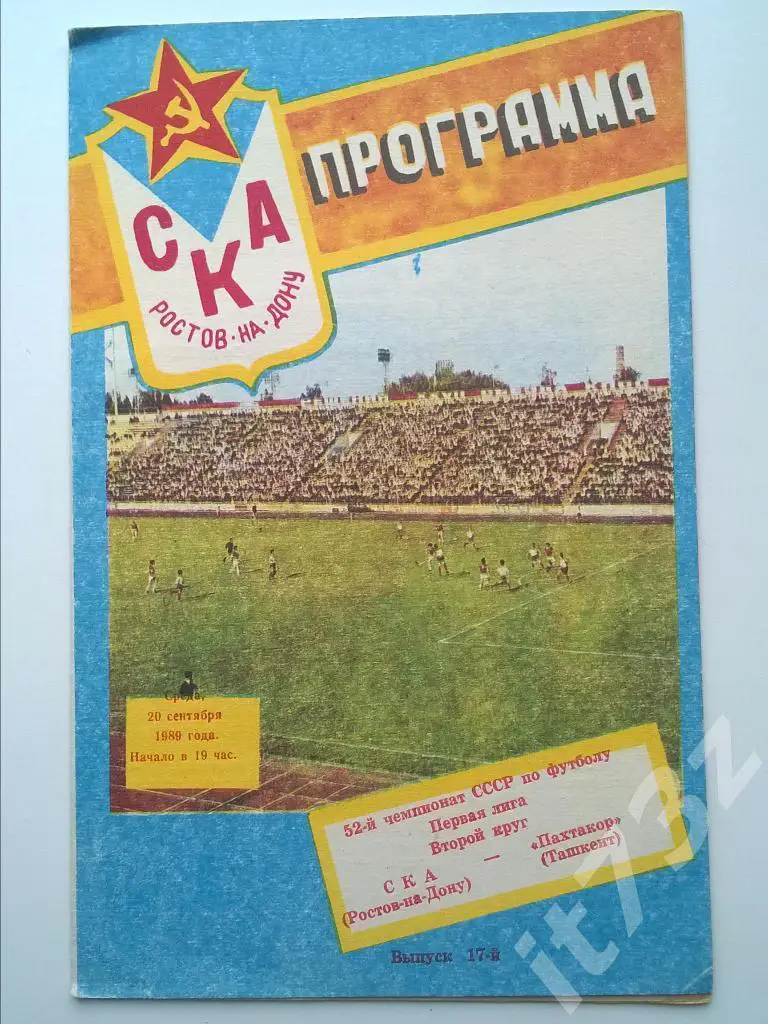 СКА
РОСТОВ·НА·ДОНУ
ПРОГРАММА
Среда,
20 сентября
1989 года.
Начало в 19 час.
52-й чемпионат СССР по футболу
Первая лига
Второй круг
СКА — «Пахтакор»
(Ростов-на-Дону) (Ташкент)
Выпуск 17-й
it73z